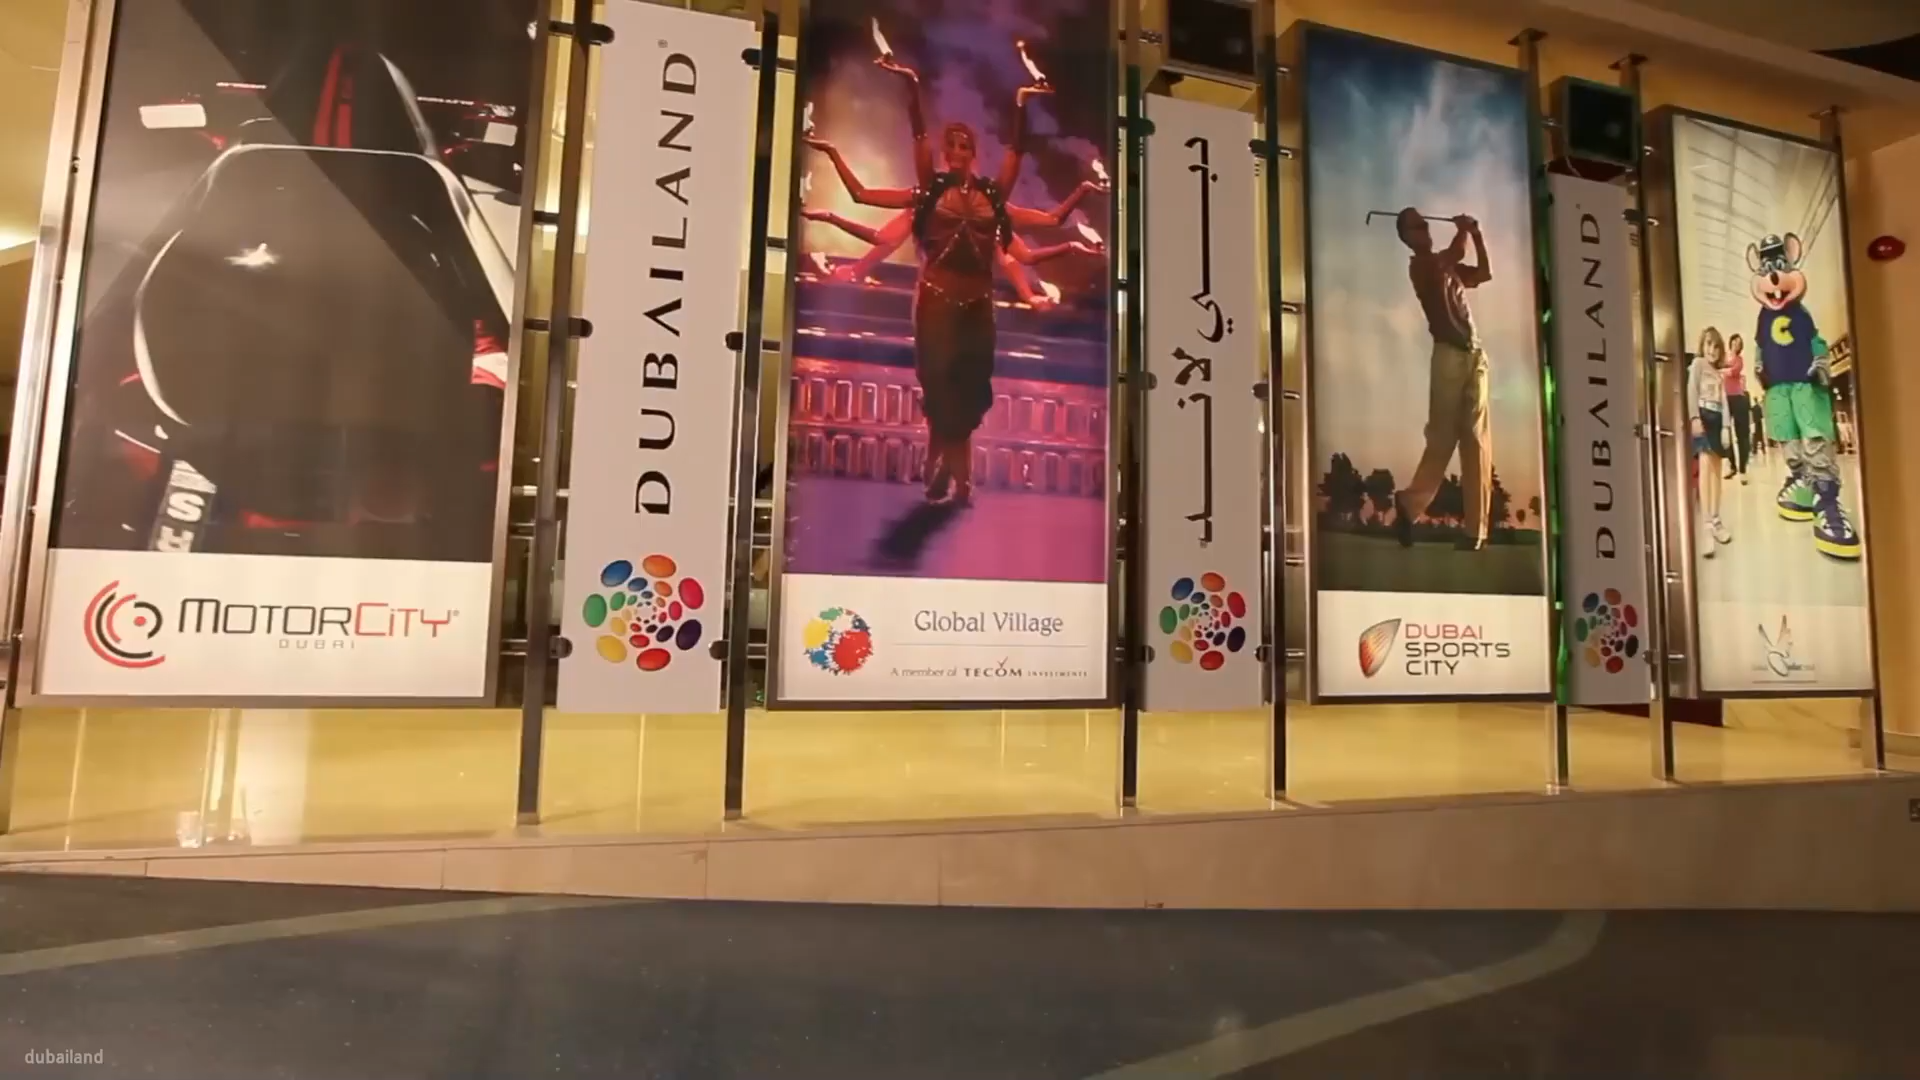 MOTORCITY®
DUBAI
DUBAILAND®
Global Village
A member of TECOM INVESTMENTS
دبي لاند
DUBAI
SPORTS
CITY
DUBAILAND
C
dubailand